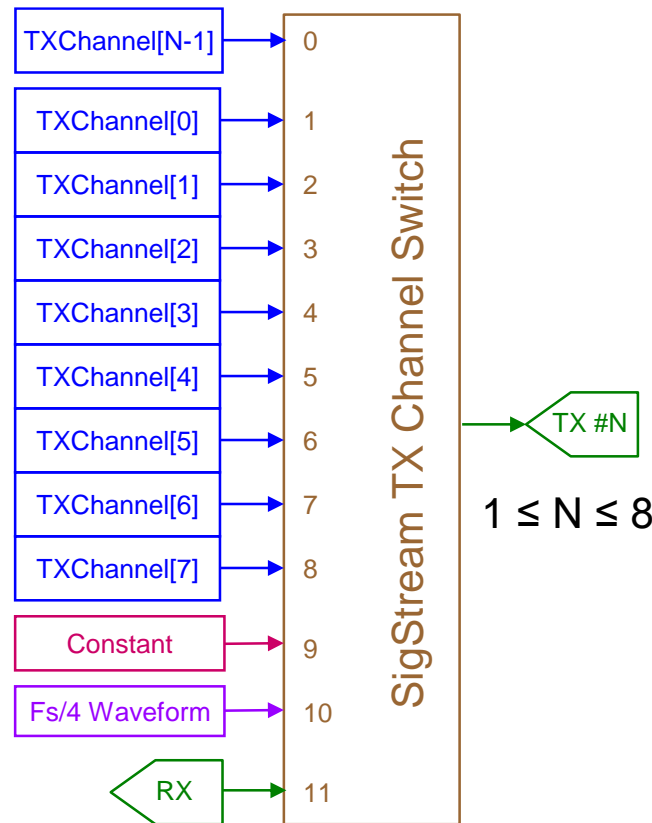 TXChannel[N-1] 0
TXChannel[0] 1
TXChannel[1] 2
TXChannel[2] 3
TXChannel[3] 4
TXChannel[4] 5
TXChannel[5] 6
TXChannel[6] 7
TXChannel[7] 8
Constant 9
Fs/4 Waveform 10
RX 11
SigStream TX Channel Switch
TX #N
1 ≤ N ≤ 8